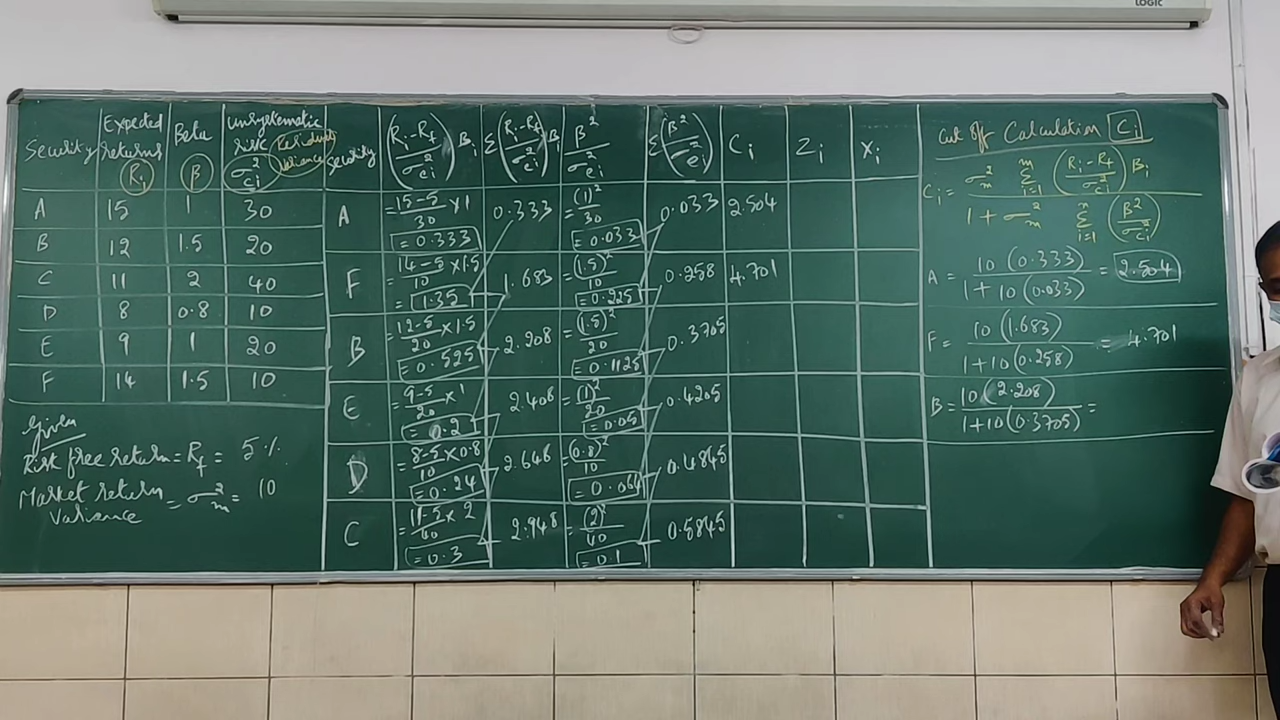 LOGIC
Security Expected returns Ri Beta β unsystematic risk σ²ei Residual variance
A 15 1 30
B 12 1.5 20
C 11 2 40
D 8 0.8 10
E 9 1 20
F 14 1.5 10
Given
Risk free return = Rf = 5 %.
Market return variance = σ²m = 10
Security (Ri-Rf/σ²ei) Bi Σ(Ri-Rf/σ²ei) Bi β²/σ²ei Σ(β²/σ²ei) Ci Zi Xi
A = 15-5/30 × 1 = 0.333 0.333 = (1)²/30 = 0.033 0.033 2.504
F = 14-5/10 × 1.5 = 1.35 1.683 = (1.5)²/10 = 0.225 0.258 4.701
B = 12-5/20 × 1.5 = 0.525 2.208 = (1.5)²/20 = 0.1125 0.3705
E = 9-5/20 × 1 = 0.2 2.408 = (1)²/20 = 0.05 0.4205
D = 8-5/10 × 0.8 = 0.24 2.648 = (0.8)²/10 = 0.064 0.4845
C = 11-5/40 × 2 = 0.3 2.948 = (2)²/40 = 0.1 0.5845
Cut off Calculation Ci
Ci = σ²m Σ(i=1 to m) (Ri-Rf/σ²ei) Bi
1 + σ²m Σ(i=1 to n) (β²/σ²ei)
A = 10 (0.333) / 1+10 (0.033) = 2.504
F = 10 (1.683) / 1+10 (0.258) = 4.701
B = 10 (2.208) / 1+10 (0.3705) =